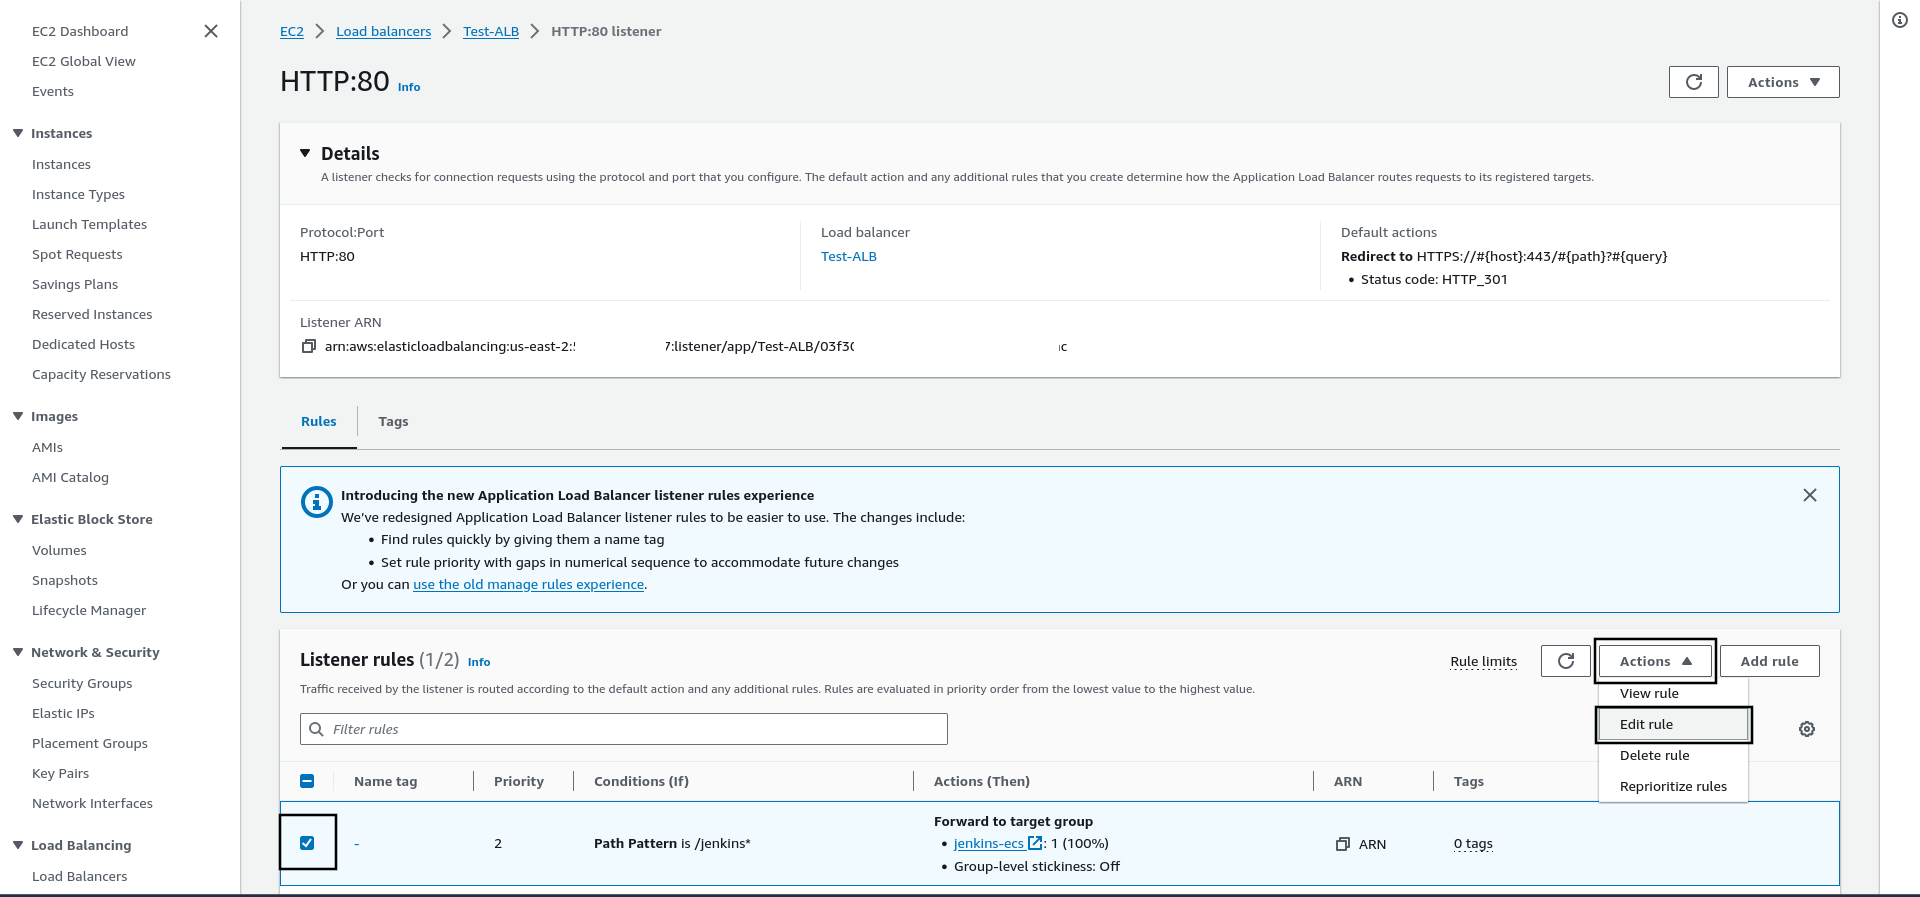 EC2 Dashboard
EC2 Global View
Events
Instances
Instances
Instance Types
Launch Templates
Spot Requests
Savings Plans
Reserved Instances
Dedicated Hosts
Capacity Reservations
Images
AMIs
AMI Catalog
Elastic Block Store
Volumes
Snapshots
Lifecycle Manager
Network & Security
Security Groups
Elastic IPs
Placement Groups
Key Pairs
Network Interfaces
Load Balancing
Load Balancers
EC2 > Load balancers > Test-ALB > HTTP:80 listener
HTTP:80 Info
Actions
Details
A listener checks for connection requests using the protocol and port that you configure. The default action and any additional rules that you create determine how the Application Load Balancer routes requests to its registered targets.
Protocol:Port
HTTP:80
Load balancer
Test-ALB
Default actions
Redirect to HTTPS://#{host}:443/#{path}?#{query}
• Status code: HTTP_301
Listener ARN
arn:aws:elasticloadbalancing:us-east-2: 7:listener/app/Test-ALB/03f3 c
Rules
Tags
Introducing the new Application Load Balancer listener rules experience
We've redesigned Application Load Balancer listener rules to be easier to use. The changes include:
• Find rules quickly by giving them a name tag
• Set rule priority with gaps in numerical sequence to accommodate future changes
Or you can use the old manage rules experience.
Listener rules (1/2) Info
Rule limits
Actions
Add rule
Traffic received by the listener is routed according to the default action and any additional rules. Rules are evaluated in priority order from the lowest value to the highest value.
View rule
Edit rule
Delete rule
Reprioritize rules
Filter rules
Name tag
Priority
Conditions (If)
Actions (Then)
ARN
Tags
-
2
Path Pattern is /jenkins*
Forward to target group
• jenkins-ecs : 1 (100%)
• Group-level stickiness: Off
ARN
0 tags